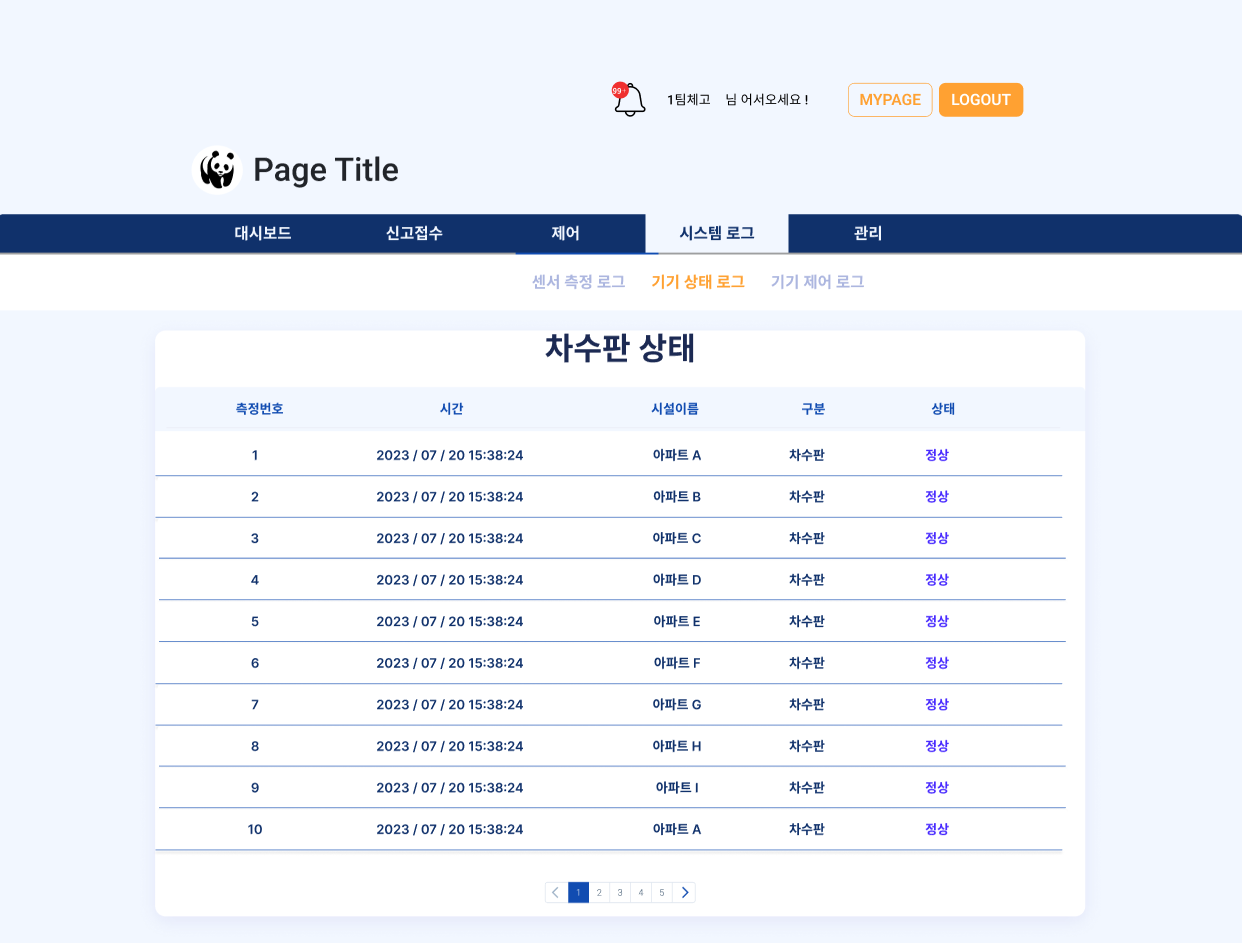 99+
1팀체고 님 어서오세요 !
MYPAGE
LOGOUT
Page Title
대시보드 신고접수 제어 시스템 로그 관리
센서 측정 로그 기기 상태 로그 기기 제어 로그
차수판 상태
측정번호 시간 시설이름 구분 상태
1 2023 / 07 / 20 15:38:24 아파트 A 차수판 정상
2 2023 / 07 / 20 15:38:24 아파트 B 차수판 정상
3 2023 / 07 / 20 15:38:24 아파트 C 차수판 정상
4 2023 / 07 / 20 15:38:24 아파트 D 차수판 정상
5 2023 / 07 / 20 15:38:24 아파트 E 차수판 정상
6 2023 / 07 / 20 15:38:24 아파트 F 차수판 정상
7 2023 / 07 / 20 15:38:24 아파트 G 차수판 정상
8 2023 / 07 / 20 15:38:24 아파트 H 차수판 정상
9 2023 / 07 / 20 15:38:24 아파트 I 차수판 정상
10 2023 / 07 / 20 15:38:24 아파트 A 차수판 정상
1 2 3 4 5